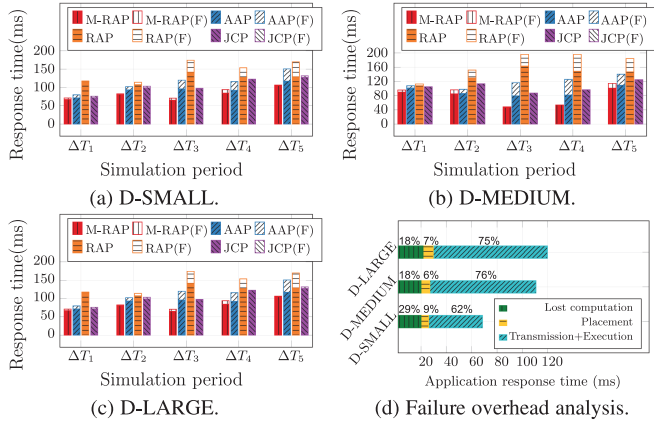 M-RAP M-RAP(F) AAP AAP(F)
RAP RAP(F) JCP JCP(F)
Response time(ms)
200
150
100
50
0
ΔT1 ΔT2 ΔT3 ΔT4 ΔT5
Simulation period
(a) D-SMALL.
M-RAP M-RAP(F) AAP AAP(F)
RAP RAP(F) JCP JCP(F)
Response time(ms)
200
160
120
80
40
0
ΔT1 ΔT2 ΔT3 ΔT4 ΔT5
Simulation period
(b) D-MEDIUM.
M-RAP M-RAP(F) AAP AAP(F)
RAP RAP(F) JCP JCP(F)
Response time(ms)
200
150
100
50
0
ΔT1 ΔT2 ΔT3 ΔT4 ΔT5
Simulation period
(c) D-LARGE.
18% 7% 75%
D-LARGE
18% 6% 76%
D-MEDIUM
29% 9% 62%
D-SMALL
Lost computation
Placement
Transmission+Execution
20 40 60 80 100 120
Application response time (ms)
(d) Failure overhead analysis.